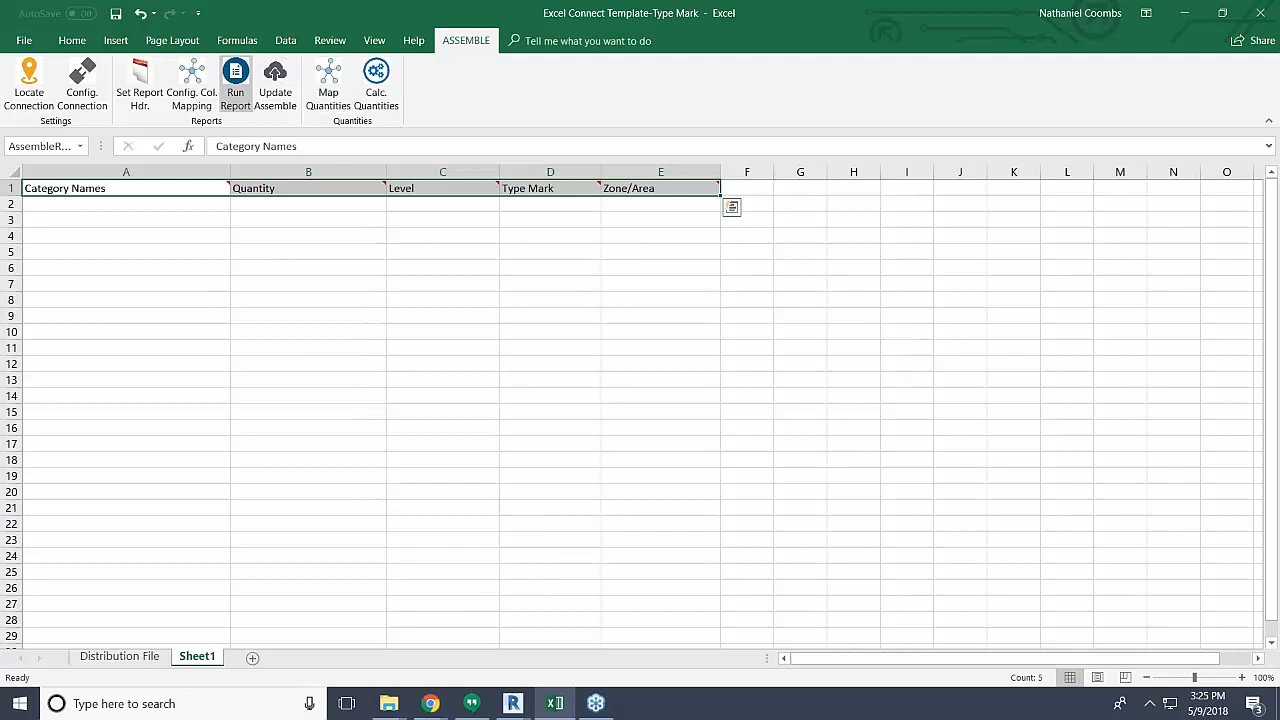 AutoSave Off
Excel Connect Template-Type Mark - Excel
Nathaniel Coombs
File Home Insert Page Layout Formulas Data Review View Help ASSEMBLE Tell me what you want to do Share
Locate Connection
Config. Connection
Set Report Hdr.
Config. Col. Mapping
Run Report
Update Assemble
Map Quantities
Calc. Quantities
Settings Reports Quantities
AssembleR... fx Category Names
A B C D E F G H I J K L M N O
1 Category Names Quantity Level Type Mark Zone/Area
2
3
4
5
6
7
8
9
10
11
12
13
14
15
16
17
18
19
20
21
22
23
24
25
26
27
28
29
Distribution File Sheet1
Ready Count: 5 100%
Type here to search
3:25 PM
5/9/2018
3